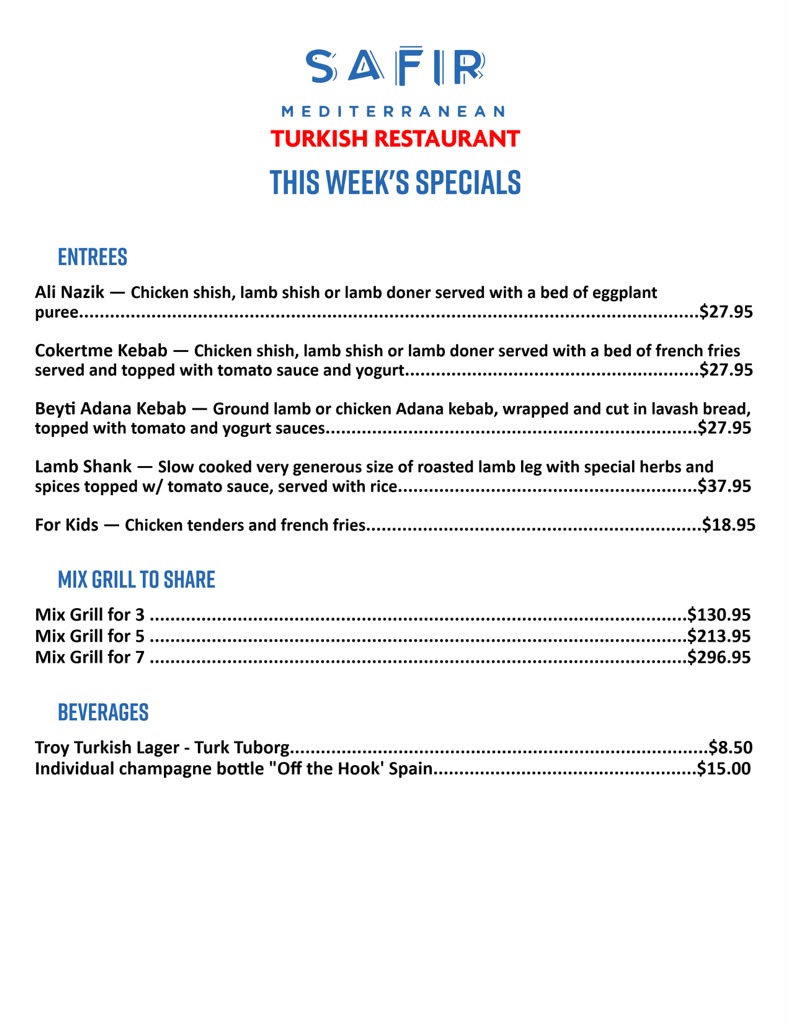 SAFIR
MEDITERRANEAN
TURKISH RESTAURANT
THIS WEEK'S SPECIALS
ENTREES
Ali Nazik — Chicken shish, lamb shish or lamb doner served with a bed of eggplant
puree.....................................................................................................................$27.95
Cokertme Kebab — Chicken shish, lamb shish or lamb doner served with a bed of french fries
served and topped with tomato sauce and yogurt........................................................$27.95
Beyti Adana Kebab — Ground lamb or chicken Adana kebab, wrapped and cut in lavash bread,
topped with tomato and yogurt sauces......................................................................$27.95
Lamb Shank — Slow cooked very generous size of roasted lamb leg with special herbs and
spices topped w/ tomato sauce, served with rice.........................................................$37.95
For Kids — Chicken tenders and french fries................................................................$18.95
MIX GRILL TO SHARE
Mix Grill for 3 .......................................................................................................$130.95
Mix Grill for 5 .......................................................................................................$213.95
Mix Grill for 7 .......................................................................................................$296.95
BEVERAGES
Troy Turkish Lager - Turk Tuborg................................................................................$8.50
Individual champagne bottle "Off the Hook' Spain..................................................$15.00